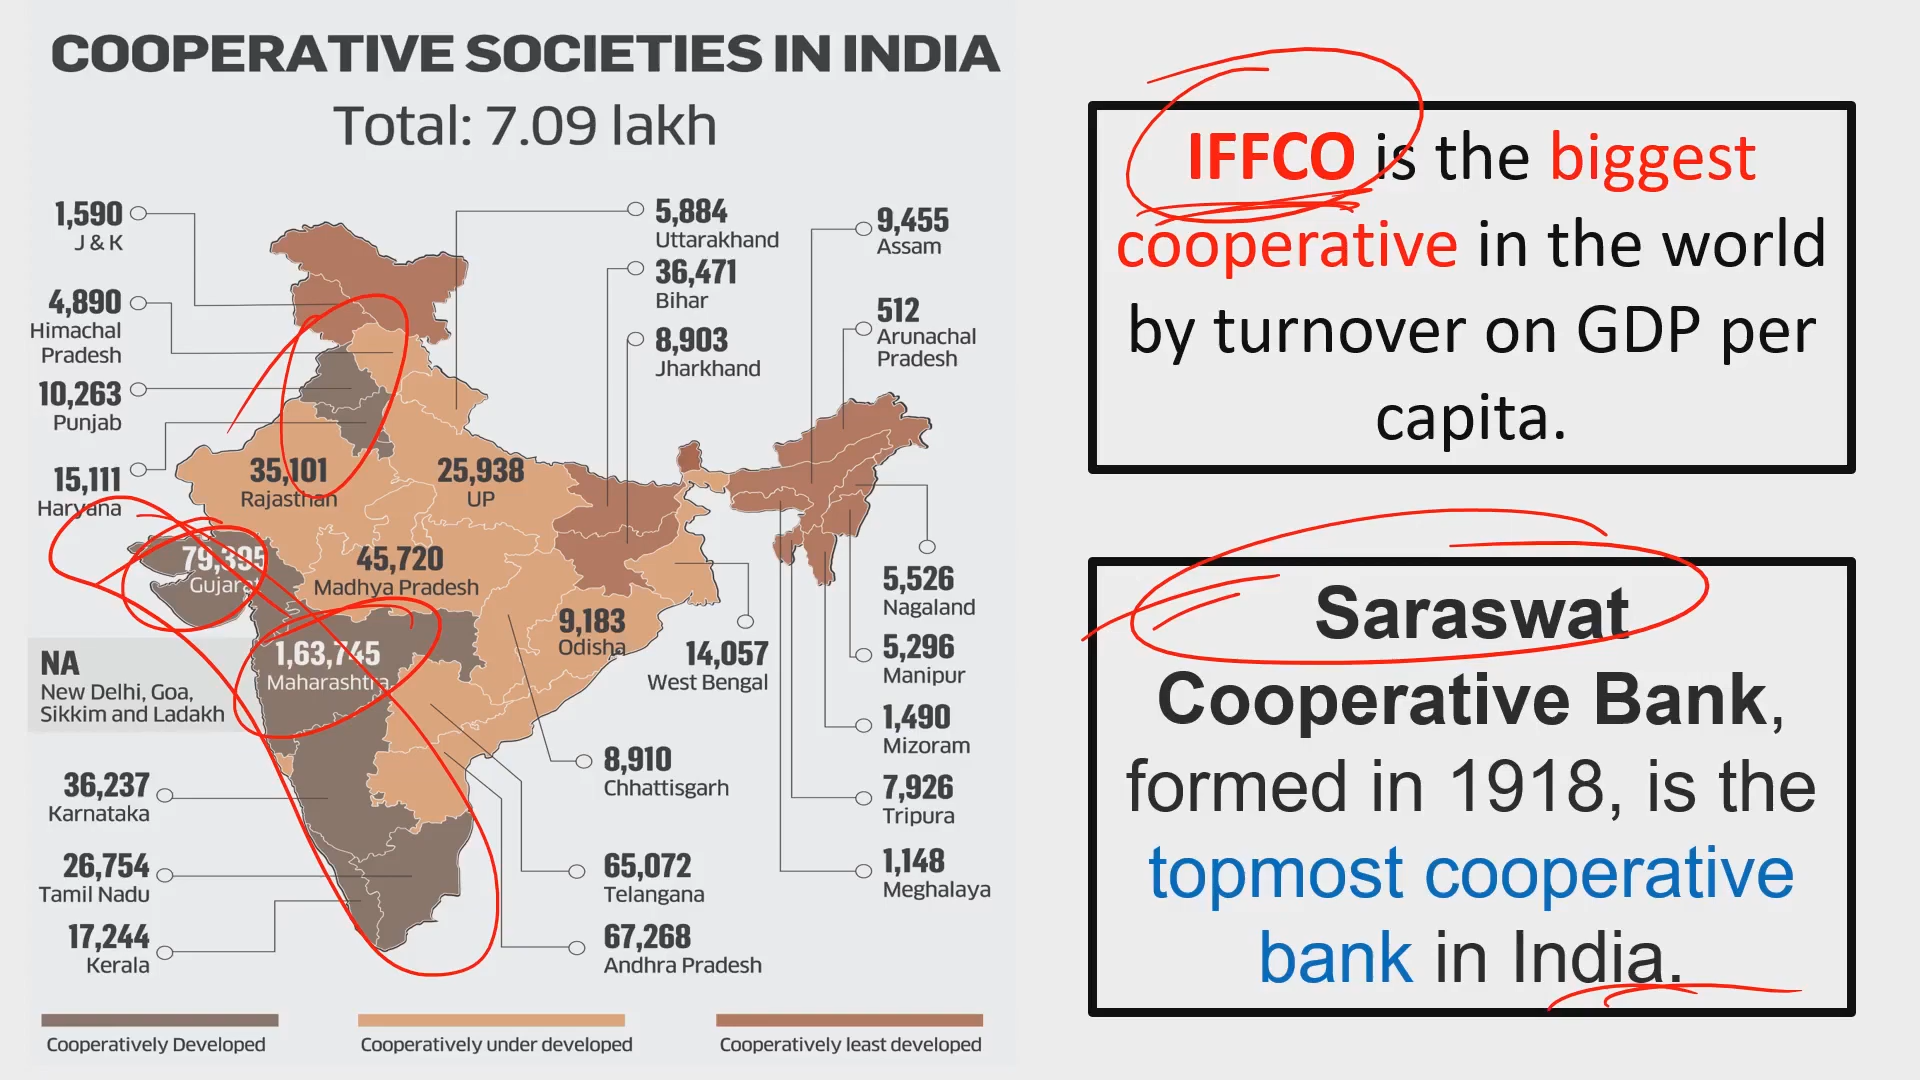 COOPERATIVE SOCIETIES IN INDIA
Total: 7.09 lakh
1,590
J & K
4,890
Himachal
Pradesh
10,263
Punjab
15,111
Haryana
5,884
Uttarakhand
36,471
Bihar
8,903
Jharkhand
9,455
Assam
512
Arunachal
Pradesh
35,101
Rajasthan
25,938
UP
79,395
Gujarat
45,720
Madhya Pradesh
1,63,745
Maharashtra
9,183
Odisha
14,057
West Bengal
5,526
Nagaland
5,296
Manipur
1,490
Mizoram
7,926
Tripura
1,148
Meghalaya
NA
New Delhi, Goa,
Sikkim and Ladakh
36,237
Karnataka
26,754
Tamil Nadu
17,244
Kerala
8,910
Chhattisgarh
65,072
Telangana
67,268
Andhra Pradesh
Cooperatively Developed
Cooperatively under developed
Cooperatively least developed
IFFCO is the biggest
cooperative in the world
by turnover on GDP per
capita.
Saraswat
Cooperative Bank,
formed in 1918, is the
topmost cooperative
bank in India.